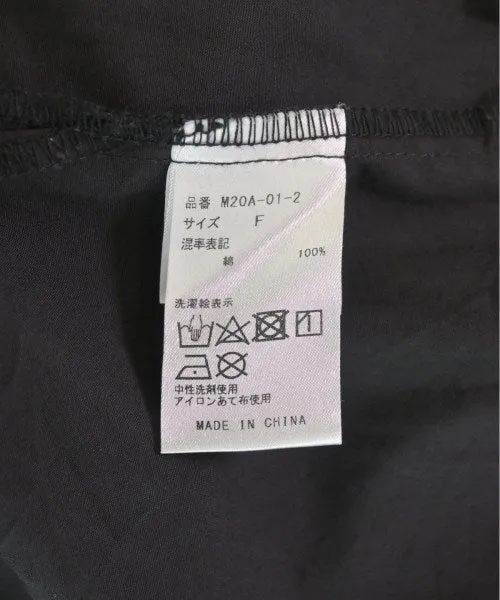 品番 M20A-01-2
サイズ F
混率表記
綿 100%
洗濯絵表示
中性洗剤使用
アイロンあて布使用
MADE IN CHINA